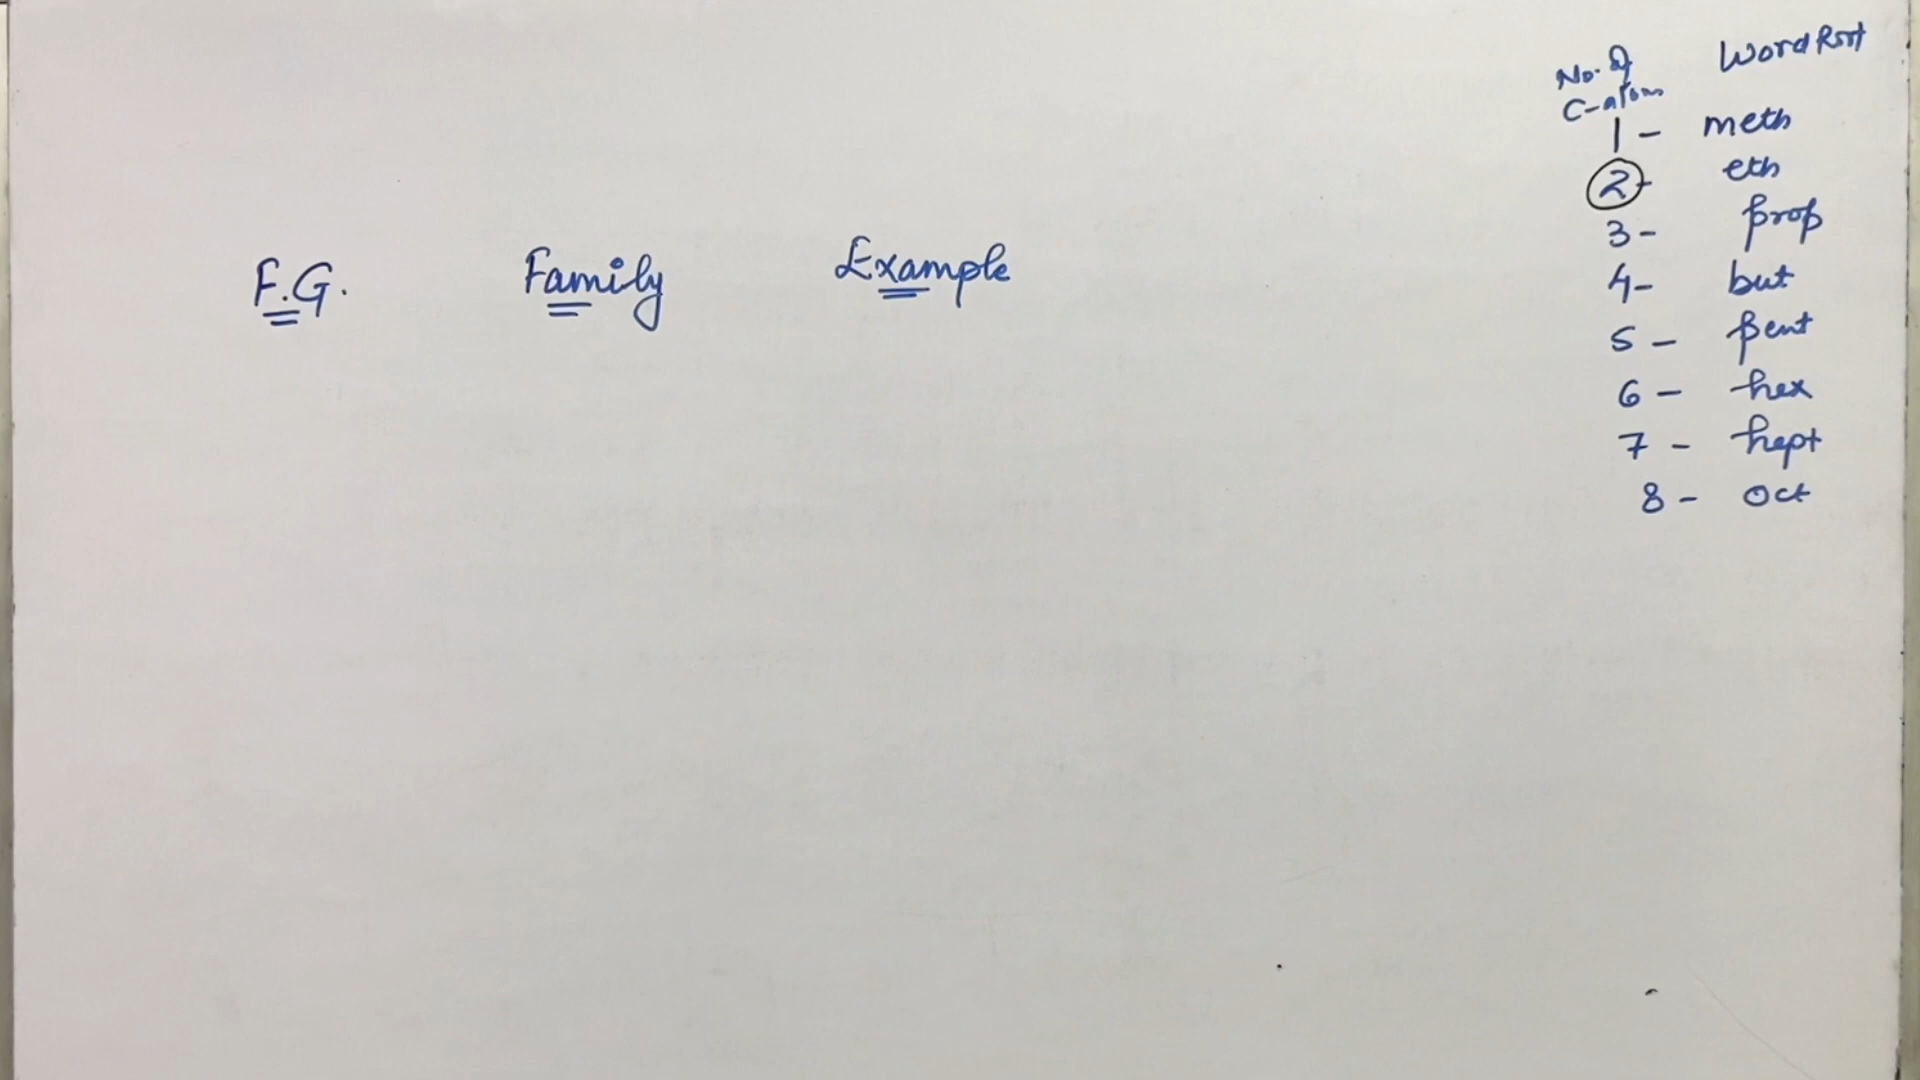 F.G. Family Example
No. of Word Root
C-atoms
1 - meth
2- eth
3- prop
4- but
5 - pent
6 - hex
7 - hept
8 - oct